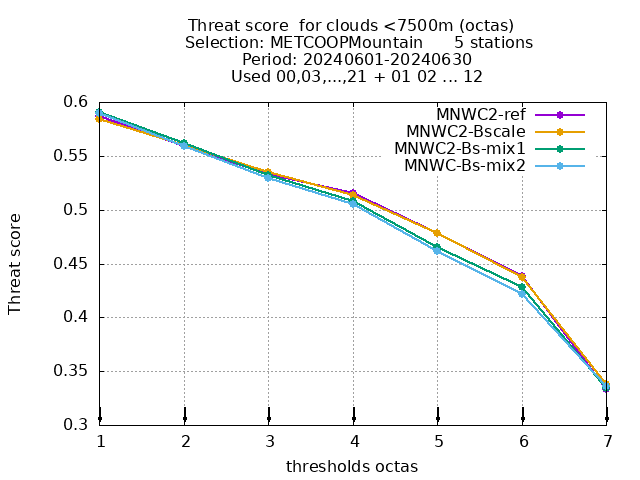 Threat score  for clouds <7500m (octas)
Selection: METCOOPMountain      5 stations
Period: 20240601-20240630
Used 00,03,...,21 + 01 02 ... 12
MNWC2-ref
MNWC2-Bscale
MNWC2-Bs-mix1
MNWC-Bs-mix2
Threat score
0.6
0.55
0.5
0.45
0.4
0.35
0.3
1 2 3 4 5 6 7
thresholds octas